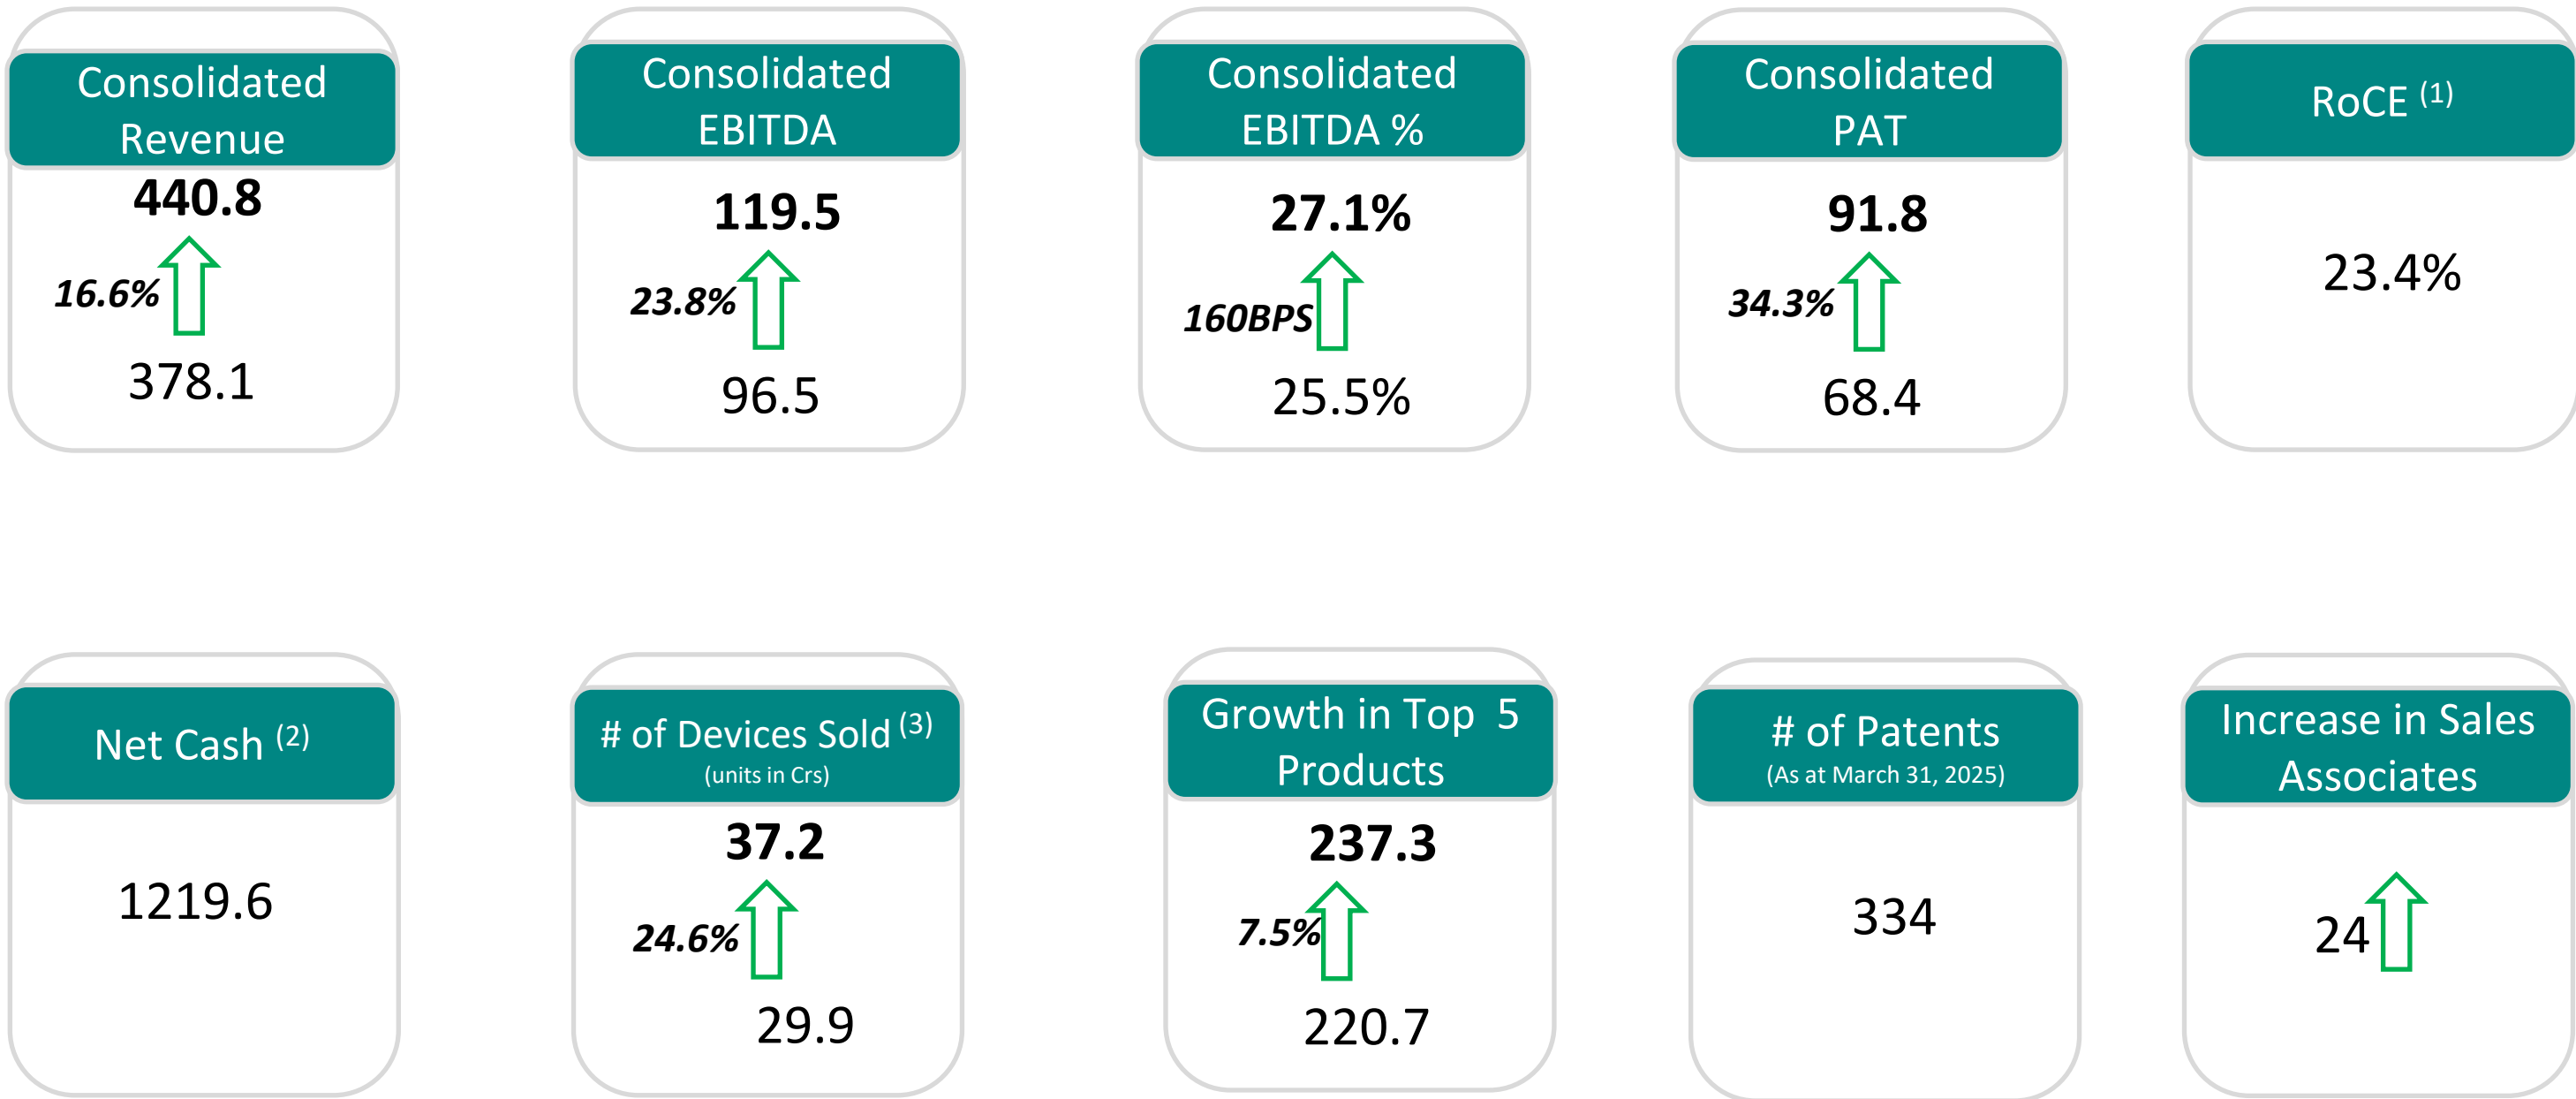 Consolidated
Revenue
440.8
16.6%
378.1
Consolidated
EBITDA
119.5
23.8%
96.5
Consolidated
EBITDA %
27.1%
160BPS
25.5%
Consolidated
PAT
91.8
34.3%
68.4
RoCE (1)
23.4%
Net Cash (2)
1219.6
# of Devices Sold (3)
(units in Crs)
37.2
24.6%
29.9
Growth in Top 5
Products
237.3
7.5%
220.7
# of Patents
(As at March 31, 2025)
334
Increase in Sales
Associates
24